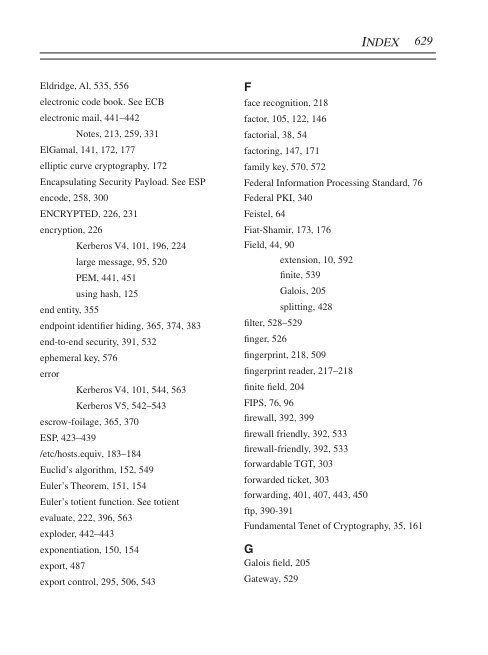 INDEX 629
Eldridge, Al, 535, 556
electronic code book. See ECB
electronic mail, 441–442
Notes, 213, 259, 331
ElGamal, 141, 172, 177
elliptic curve cryptography, 172
Encapsulating Security Payload. See ESP
encode, 258, 300
ENCRYPTED, 226, 231
encryption, 226
Kerberos V4, 101, 196, 224
large message, 95, 520
PEM, 441, 451
using hash, 125
end entity, 355
endpoint identifier hiding, 365, 374, 383
end-to-end security, 391, 532
ephemeral key, 576
error
Kerberos V4, 101, 544, 563
Kerberos V5, 542–543
escrow-foilage, 365, 370
ESP, 423–439
/etc/hosts.equiv, 183–184
Euclid’s algorithm, 152, 549
Euler’s Theorem, 151, 154
Euler’s totient function. See totient
evaluate, 222, 396, 563
exploder, 442–443
exponentiation, 150, 154
export, 487
export control, 295, 506, 543
F
face recognition, 218
factor, 105, 122, 146
factorial, 38, 54
factoring, 147, 171
family key, 570, 572
Federal Information Processing Standard, 76
Federal PKI, 340
Feistel, 64
Fiat-Shamir, 173, 176
Field, 44, 90
extension, 10, 592
finite, 539
Galois, 205
splitting, 428
filter, 528–529
finger, 526
fingerprint, 218, 509
fingerprint reader, 217–218
finite field, 204
FIPS, 76, 96
firewall, 392, 399
firewall friendly, 392, 533
firewall-friendly, 392, 533
forwardable TGT, 303
forwarded ticket, 303
forwarding, 401, 407, 443, 450
ftp, 390-391
Fundamental Tenet of Cryptography, 35, 161
G
Galois field, 205
Gateway, 529